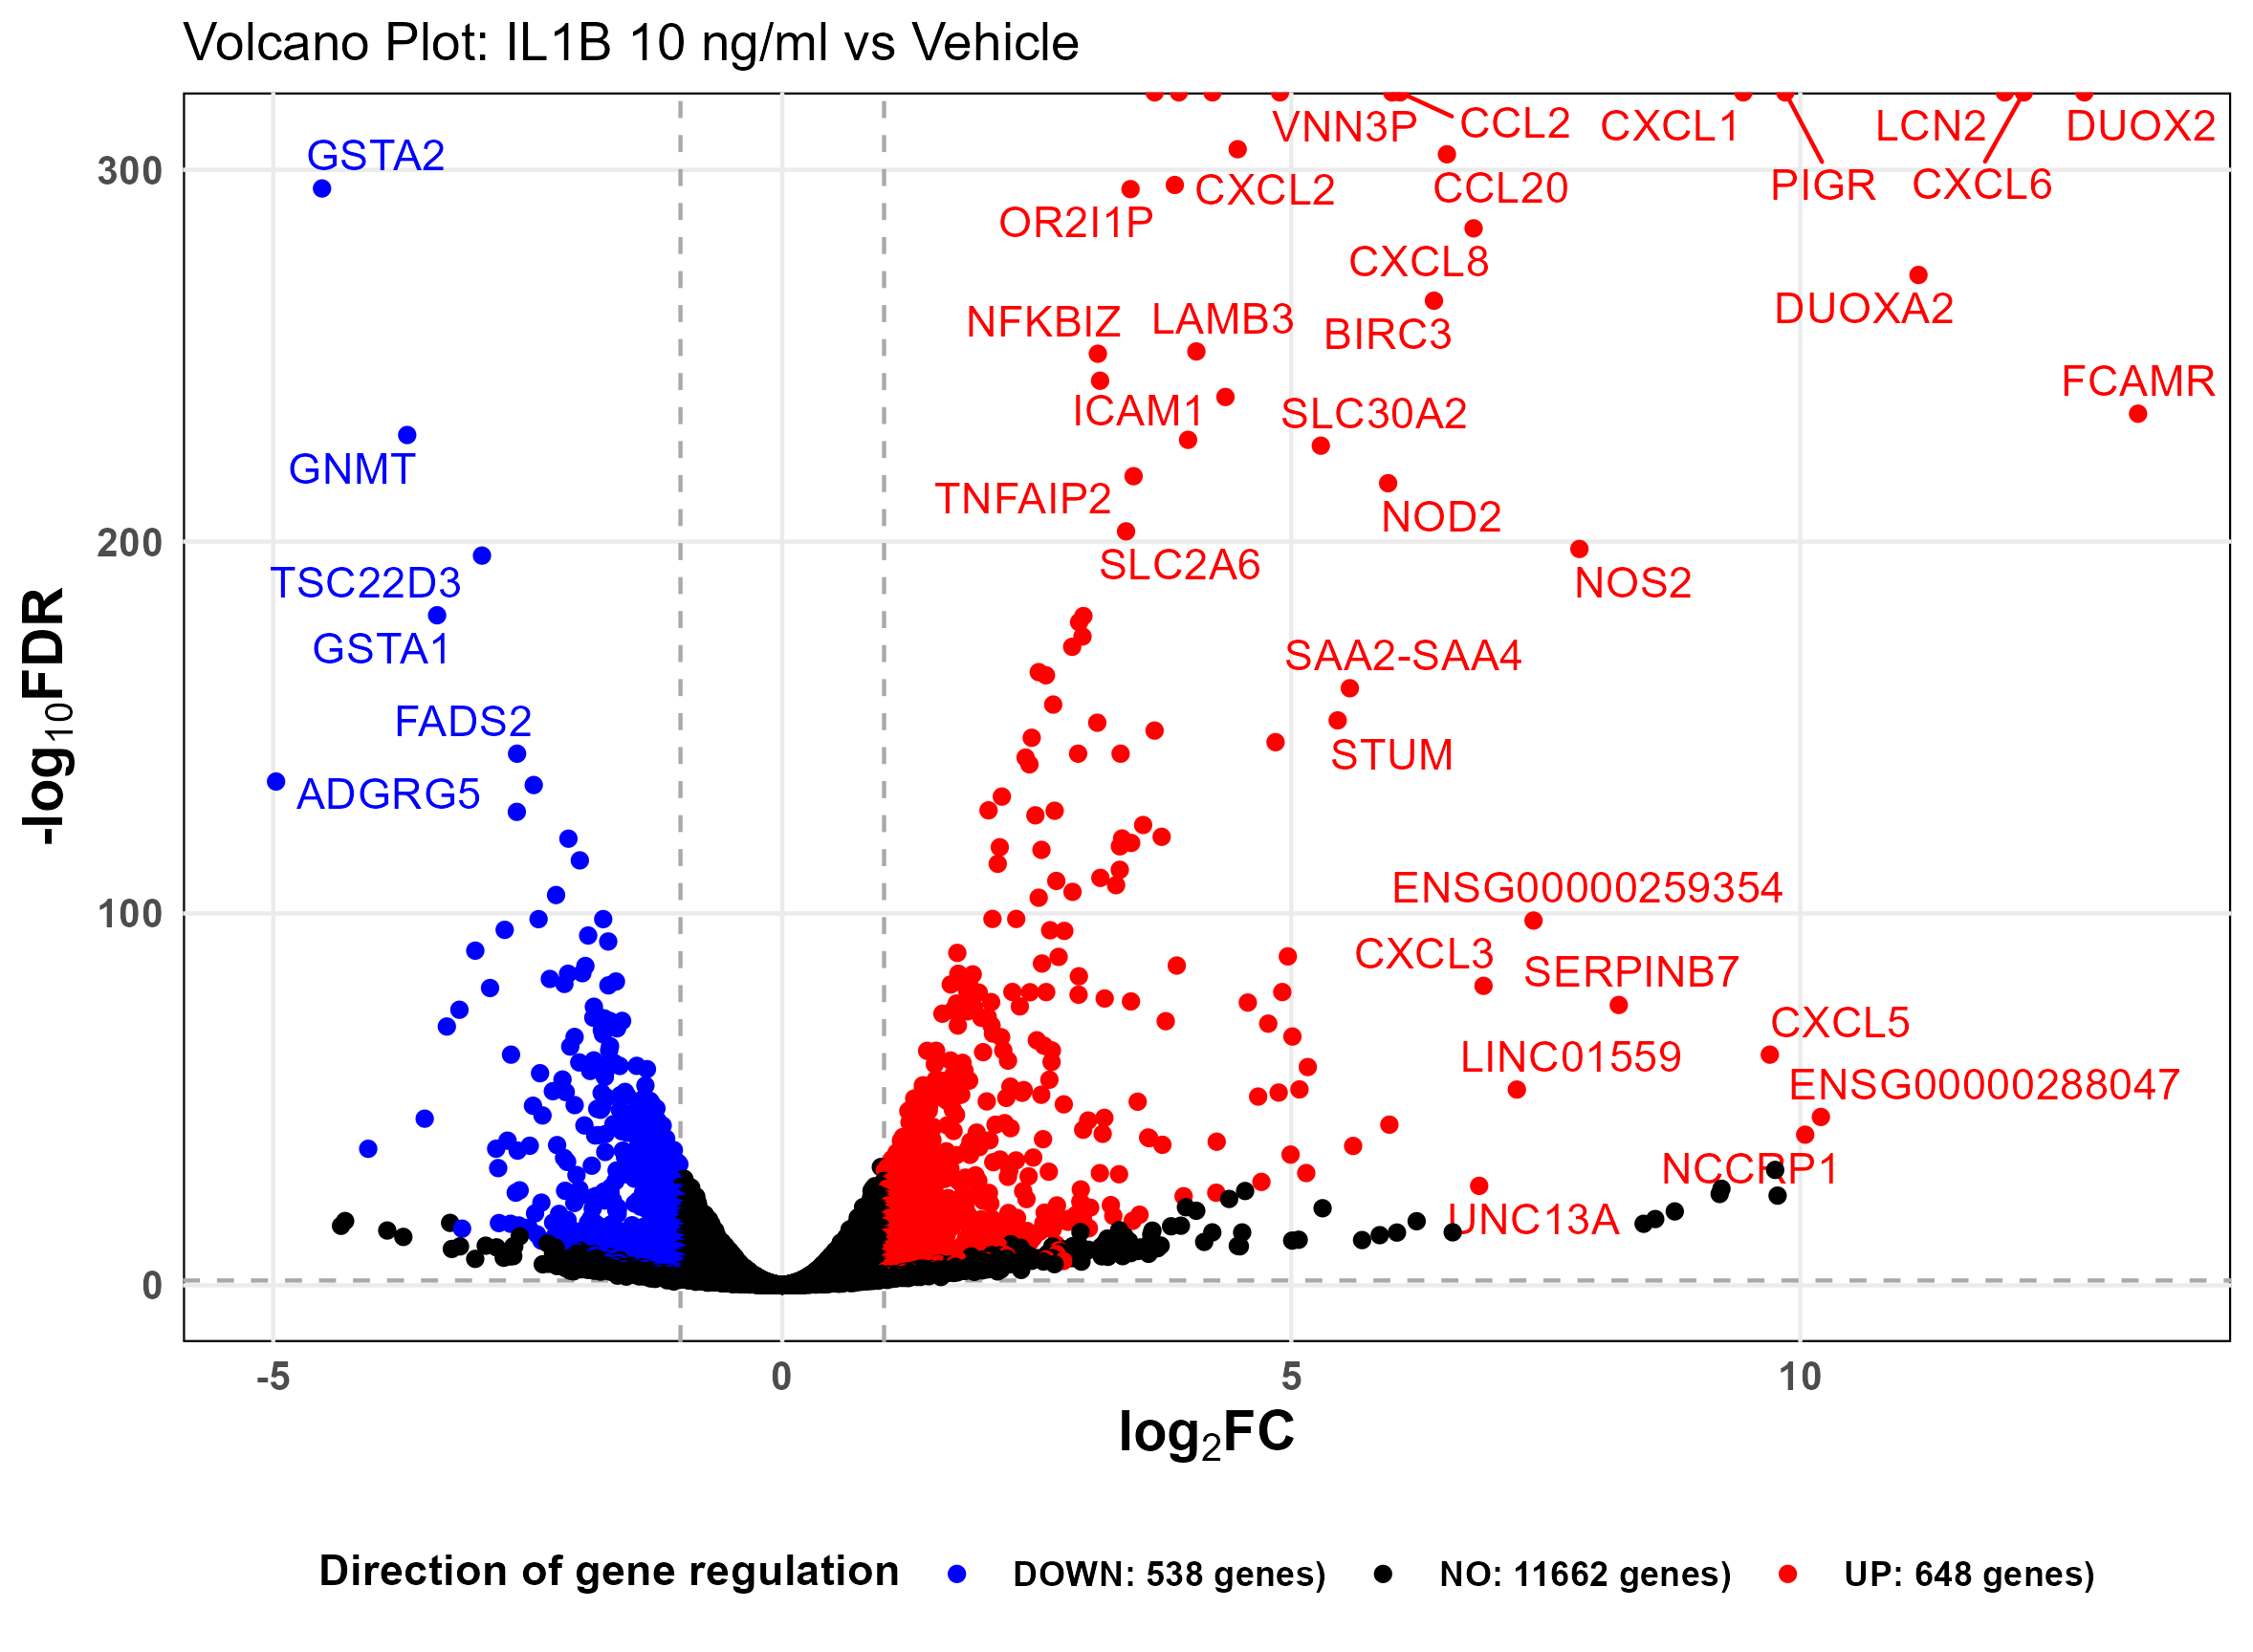 Volcano Plot: IL1B 10 ng/ml vs Vehicle
VNN3P
CCL2
CXCL1
LCN2
DUOX2
GSTA2
300
CXCL2
CCL20
PIGR
CXCL6
OR2I1P
CXCL8
DUOXA2
NFKBIZ
LAMB3
BIRC3
FCAMR
ICAM1
SLC30A2
GNMT
TNFAIP2
NOD2
200
SLC2A6
TSC22D3
NOS2
GSTA1
SAA2-SAA4
FADS2
STUM
ADGRG5
-log10FDR
ENSG00000259354
100
CXCL3
SERPINB7
CXCL5
LINC01559
ENSG00000288047
NCCRP1
UNC13A
0
-5
0
5
10
log2FC
Direction of gene regulation
DOWN: 538 genes)
NO: 11662 genes)
UP: 648 genes)